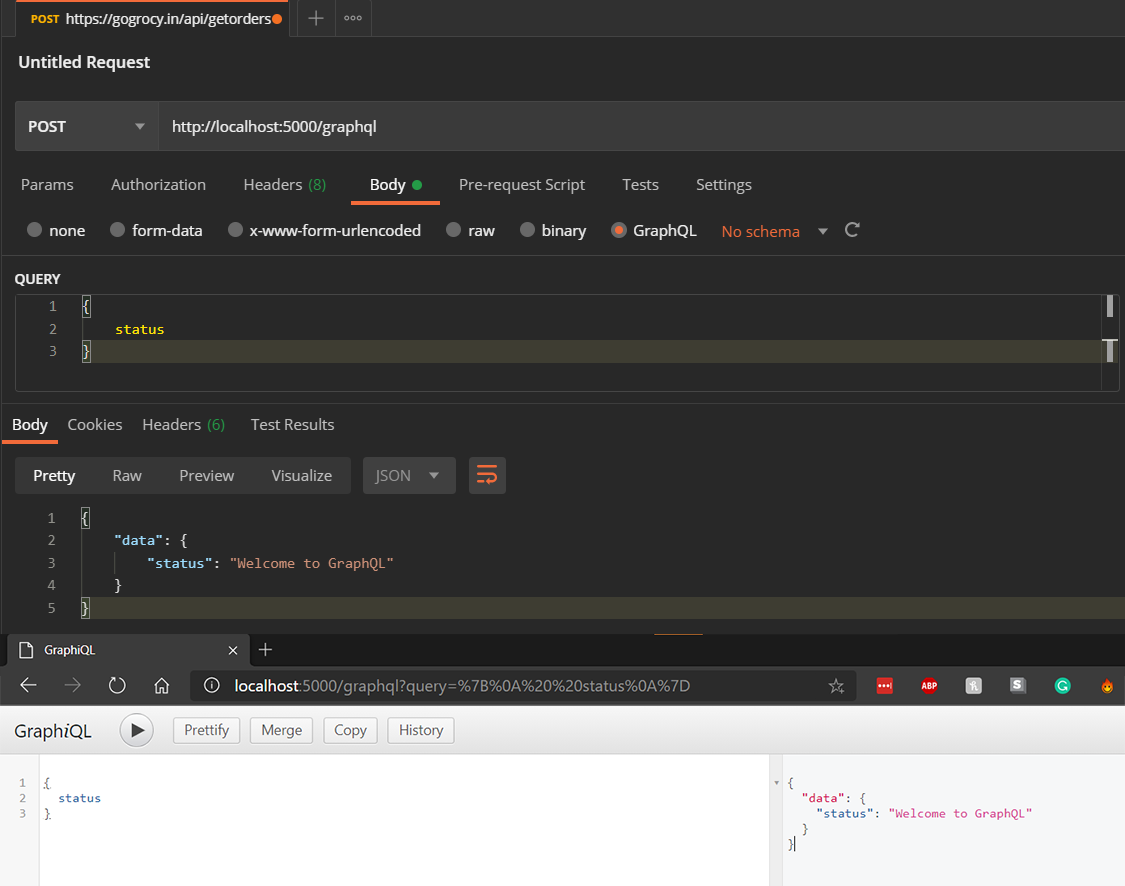 POST https://gogrocy.in/api/getorders
Untitled Request
POST http://localhost:5000/graphql
Params Authorization Headers (8) Body Pre-request Script Tests Settings
none form-data x-www-form-urlencoded raw binary GraphQL No schema
QUERY
1 {
2 status
3 }
Body Cookies Headers (6) Test Results
Pretty Raw Preview Visualize JSON
1 {
2 "data": {
3 "status": "Welcome to GraphQL"
4 }
5 }
GraphiQL
localhost:5000/graphql?query=%7B%0A%20%20status%0A%7D ABP S G
GraphiQL Prettify Merge Copy History
1 {
2 status
3 }
{
"data": {
"status": "Welcome to GraphQL"
}
}